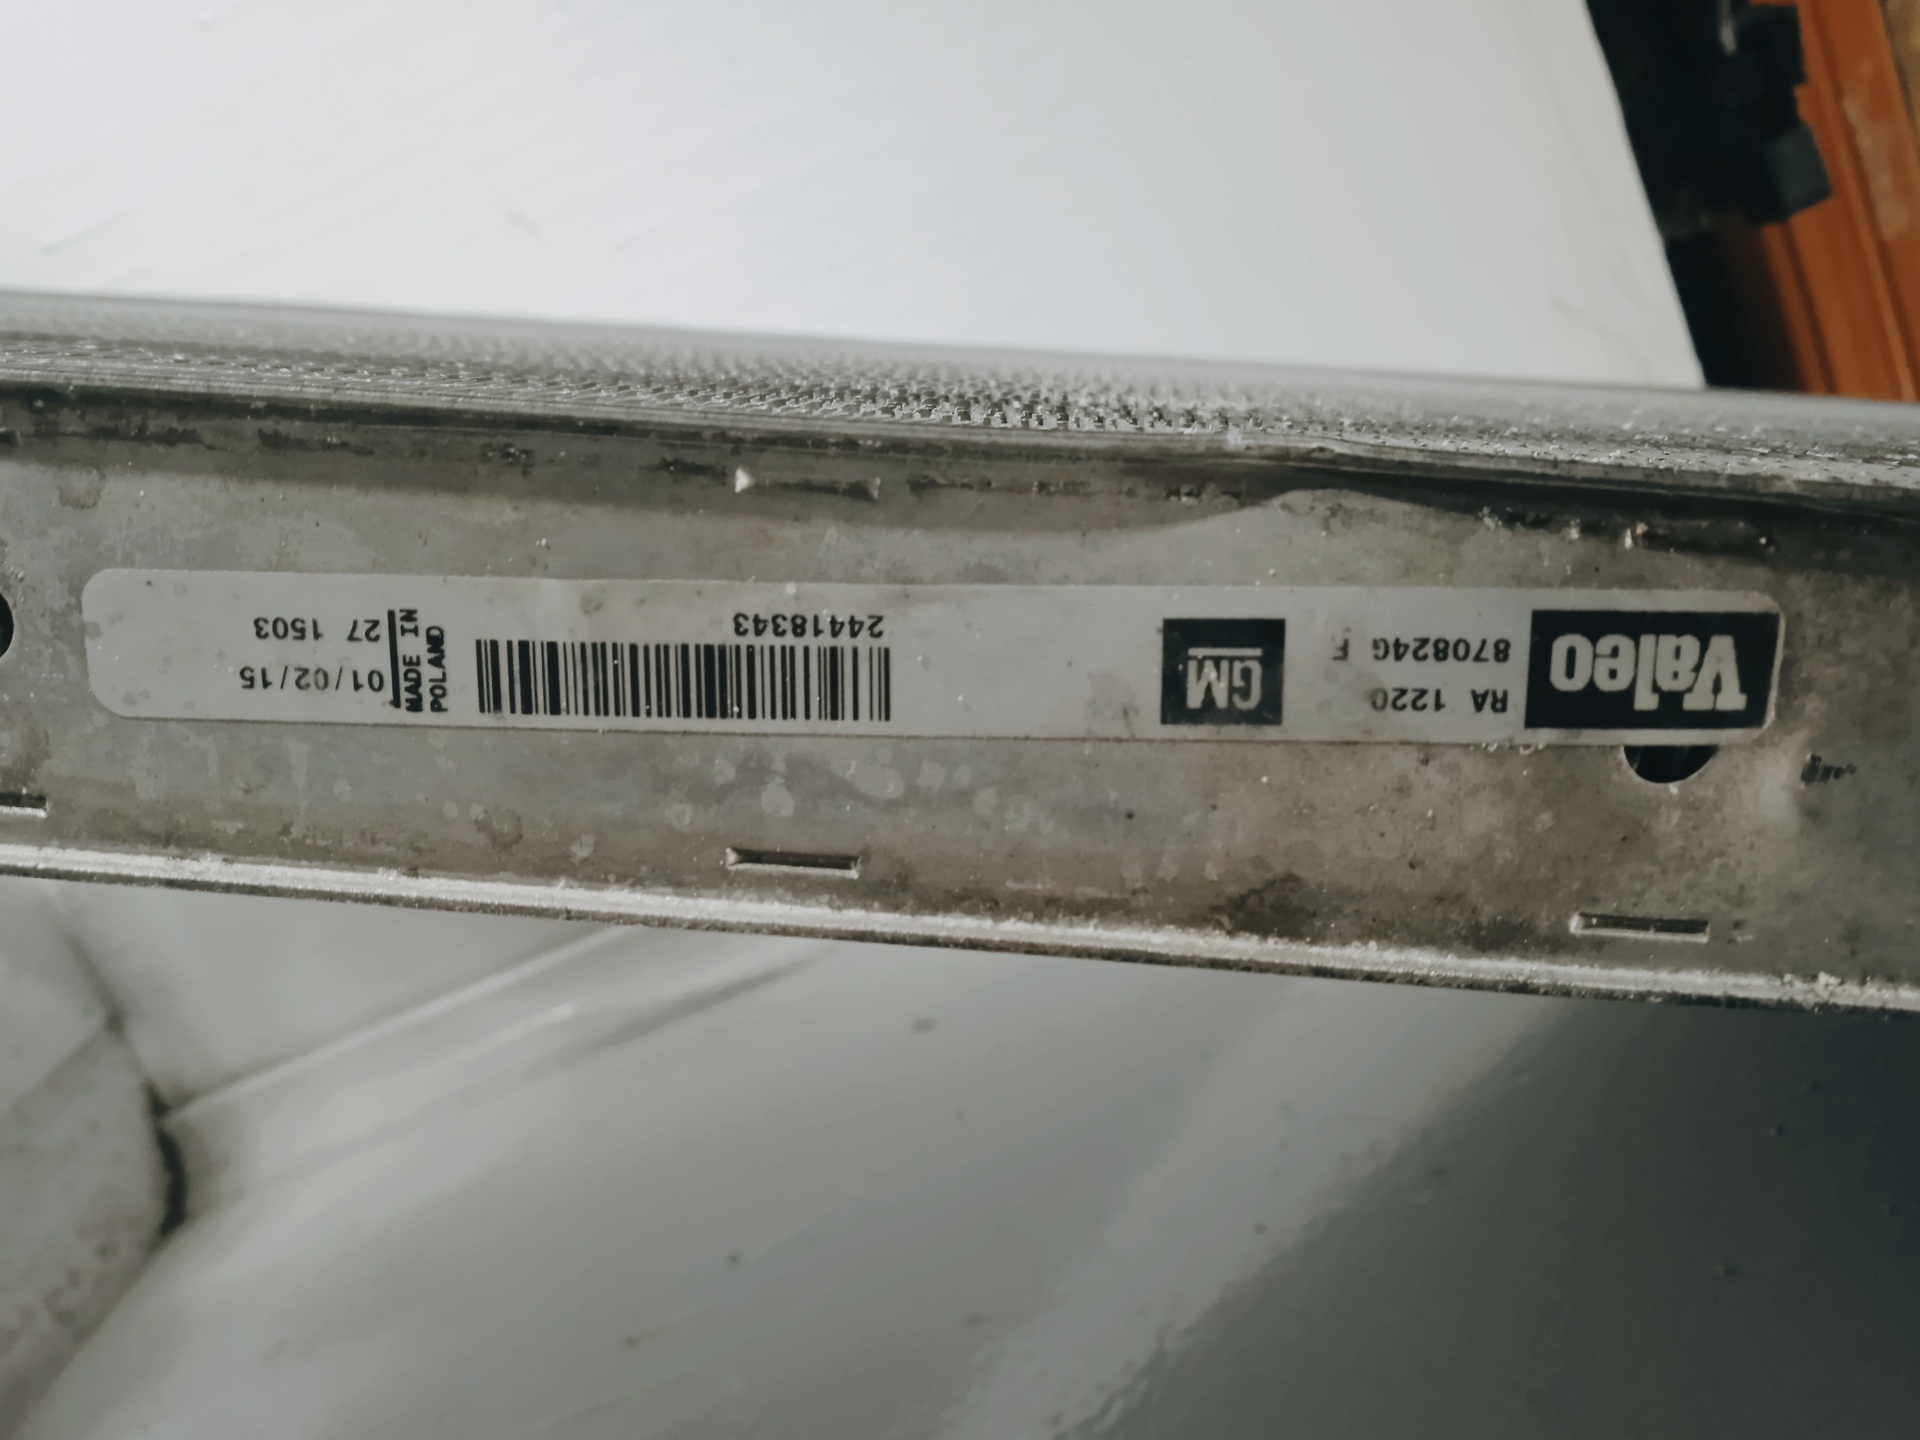 Valeo
RA 1220
870824G F
GM
24418343
MADE IN
POLAND
01/02/15
27 1503